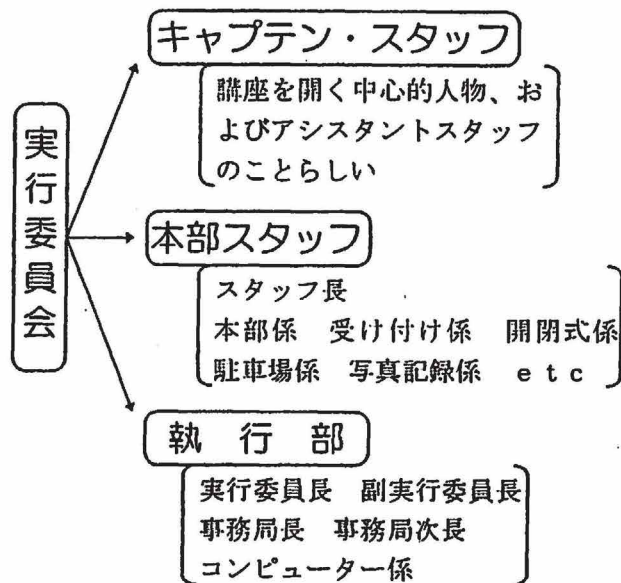 キャプテン・スタッフ
講座を開く中心的人物、お
よびアシスタントスタッフ
のことらしい
実行委員会
本部スタッフ
スタッフ長
本部係　受け付け係　開閉式係
駐車場係　写真記録係　ｅｔｃ
執　行　部
実行委員長　副実行委員長
事務局長　事務局次長
コンピューター係